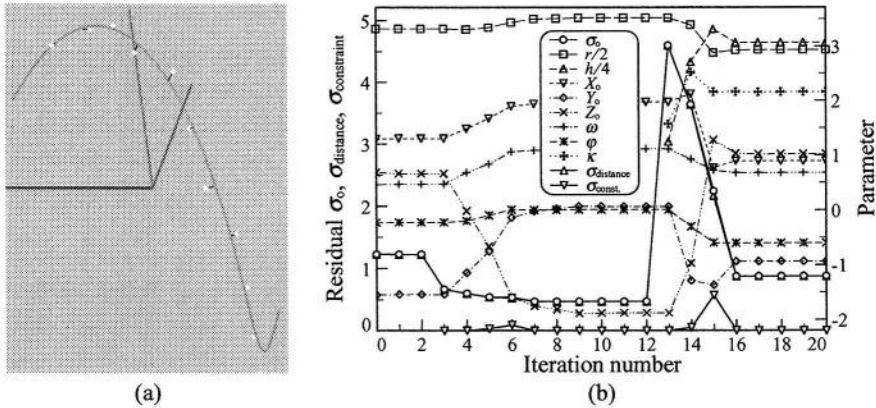 5
4
3
2
1
0
Residual σₒ, σdistance, σconstraint
σₒ
r/2
h/4
Xₒ
Yₒ
Zₒ
ω
φ
κ
σdistance
σconst.
3
2
1
0
-1
-2
Parameter
0 2 4 6 8 10 12 14 16 18 20
Iteration number
(a)
(b)